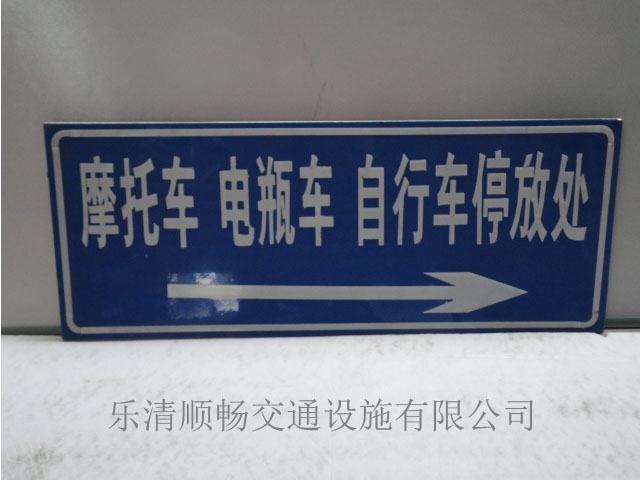 摩托车 电瓶车 自行车停放处
乐清顺畅交通设施有限公司